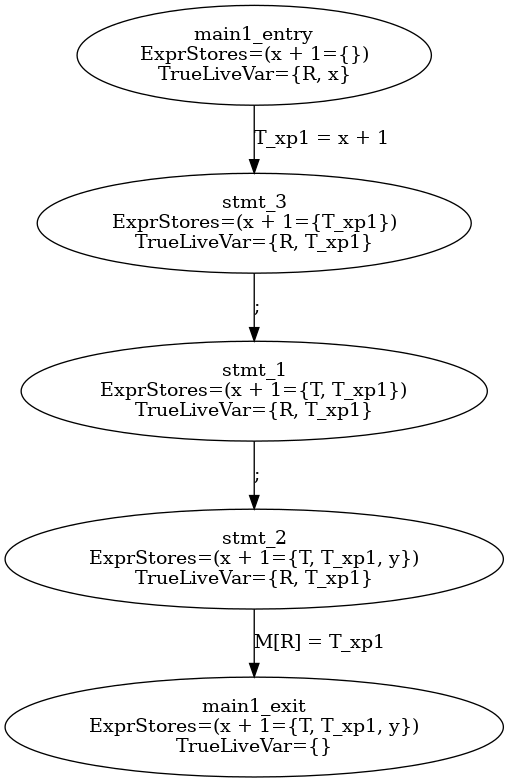 main1_entry
ExprStores=(x + 1={})
TrueLiveVar={R, x}
T_xp1 = x + 1
stmt_3
ExprStores=(x + 1={T_xp1})
TrueLiveVar={R, T_xp1}
;
stmt_1
ExprStores=(x + 1={T, T_xp1})
TrueLiveVar={R, T_xp1}
;
stmt_2
ExprStores=(x + 1={T, T_xp1, y})
TrueLiveVar={R, T_xp1}
M[R] = T_xp1
main1_exit
ExprStores=(x + 1={T, T_xp1, y})
TrueLiveVar={}